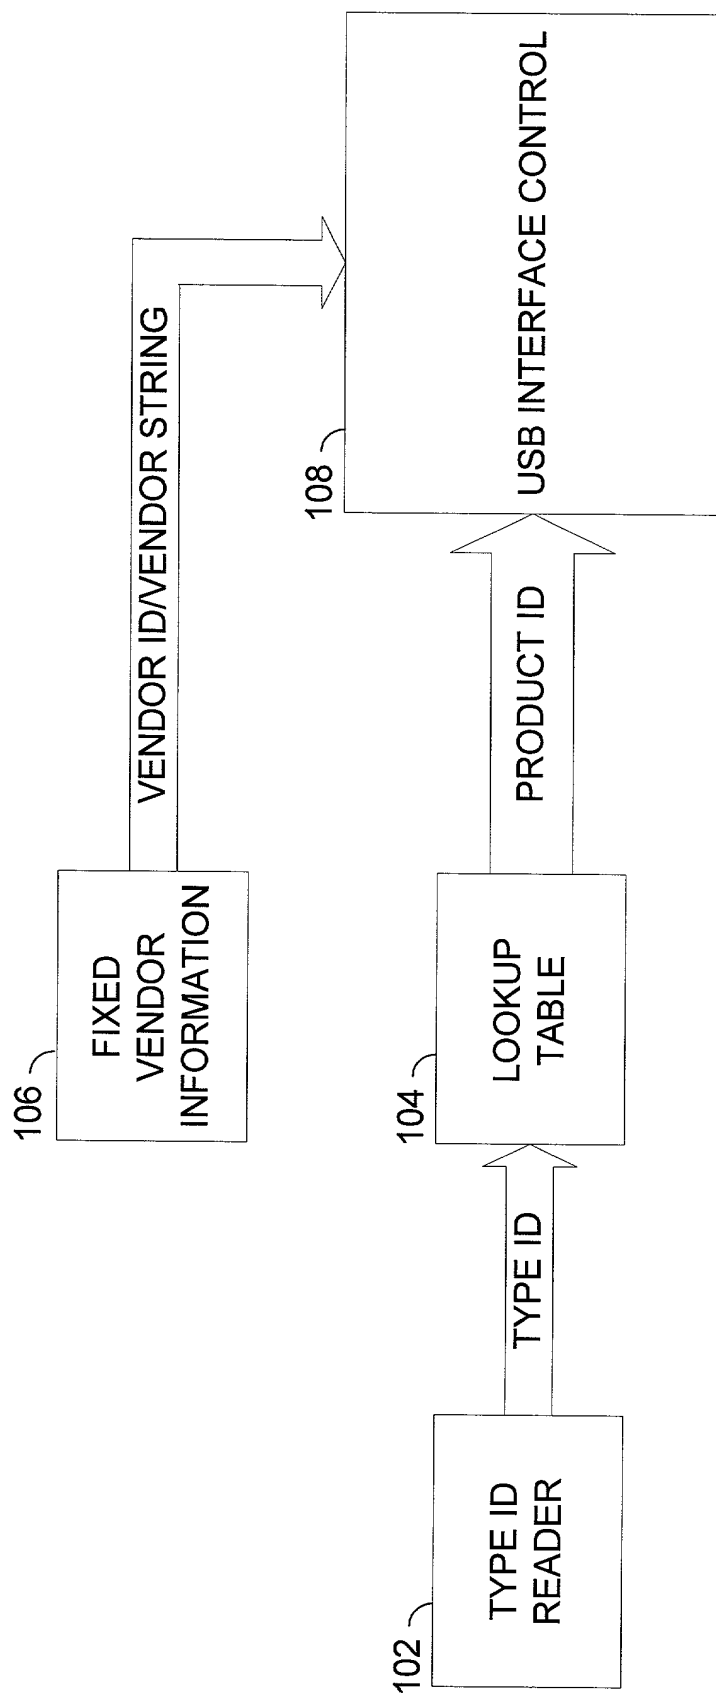 106
FIXED
VENDOR
INFORMATION
VENDOR ID/VENDOR STRING
102
TYPE ID
READER
TYPE ID
104
LOOKUP
TABLE
PRODUCT ID
108
USB INTERFACE CONTROL